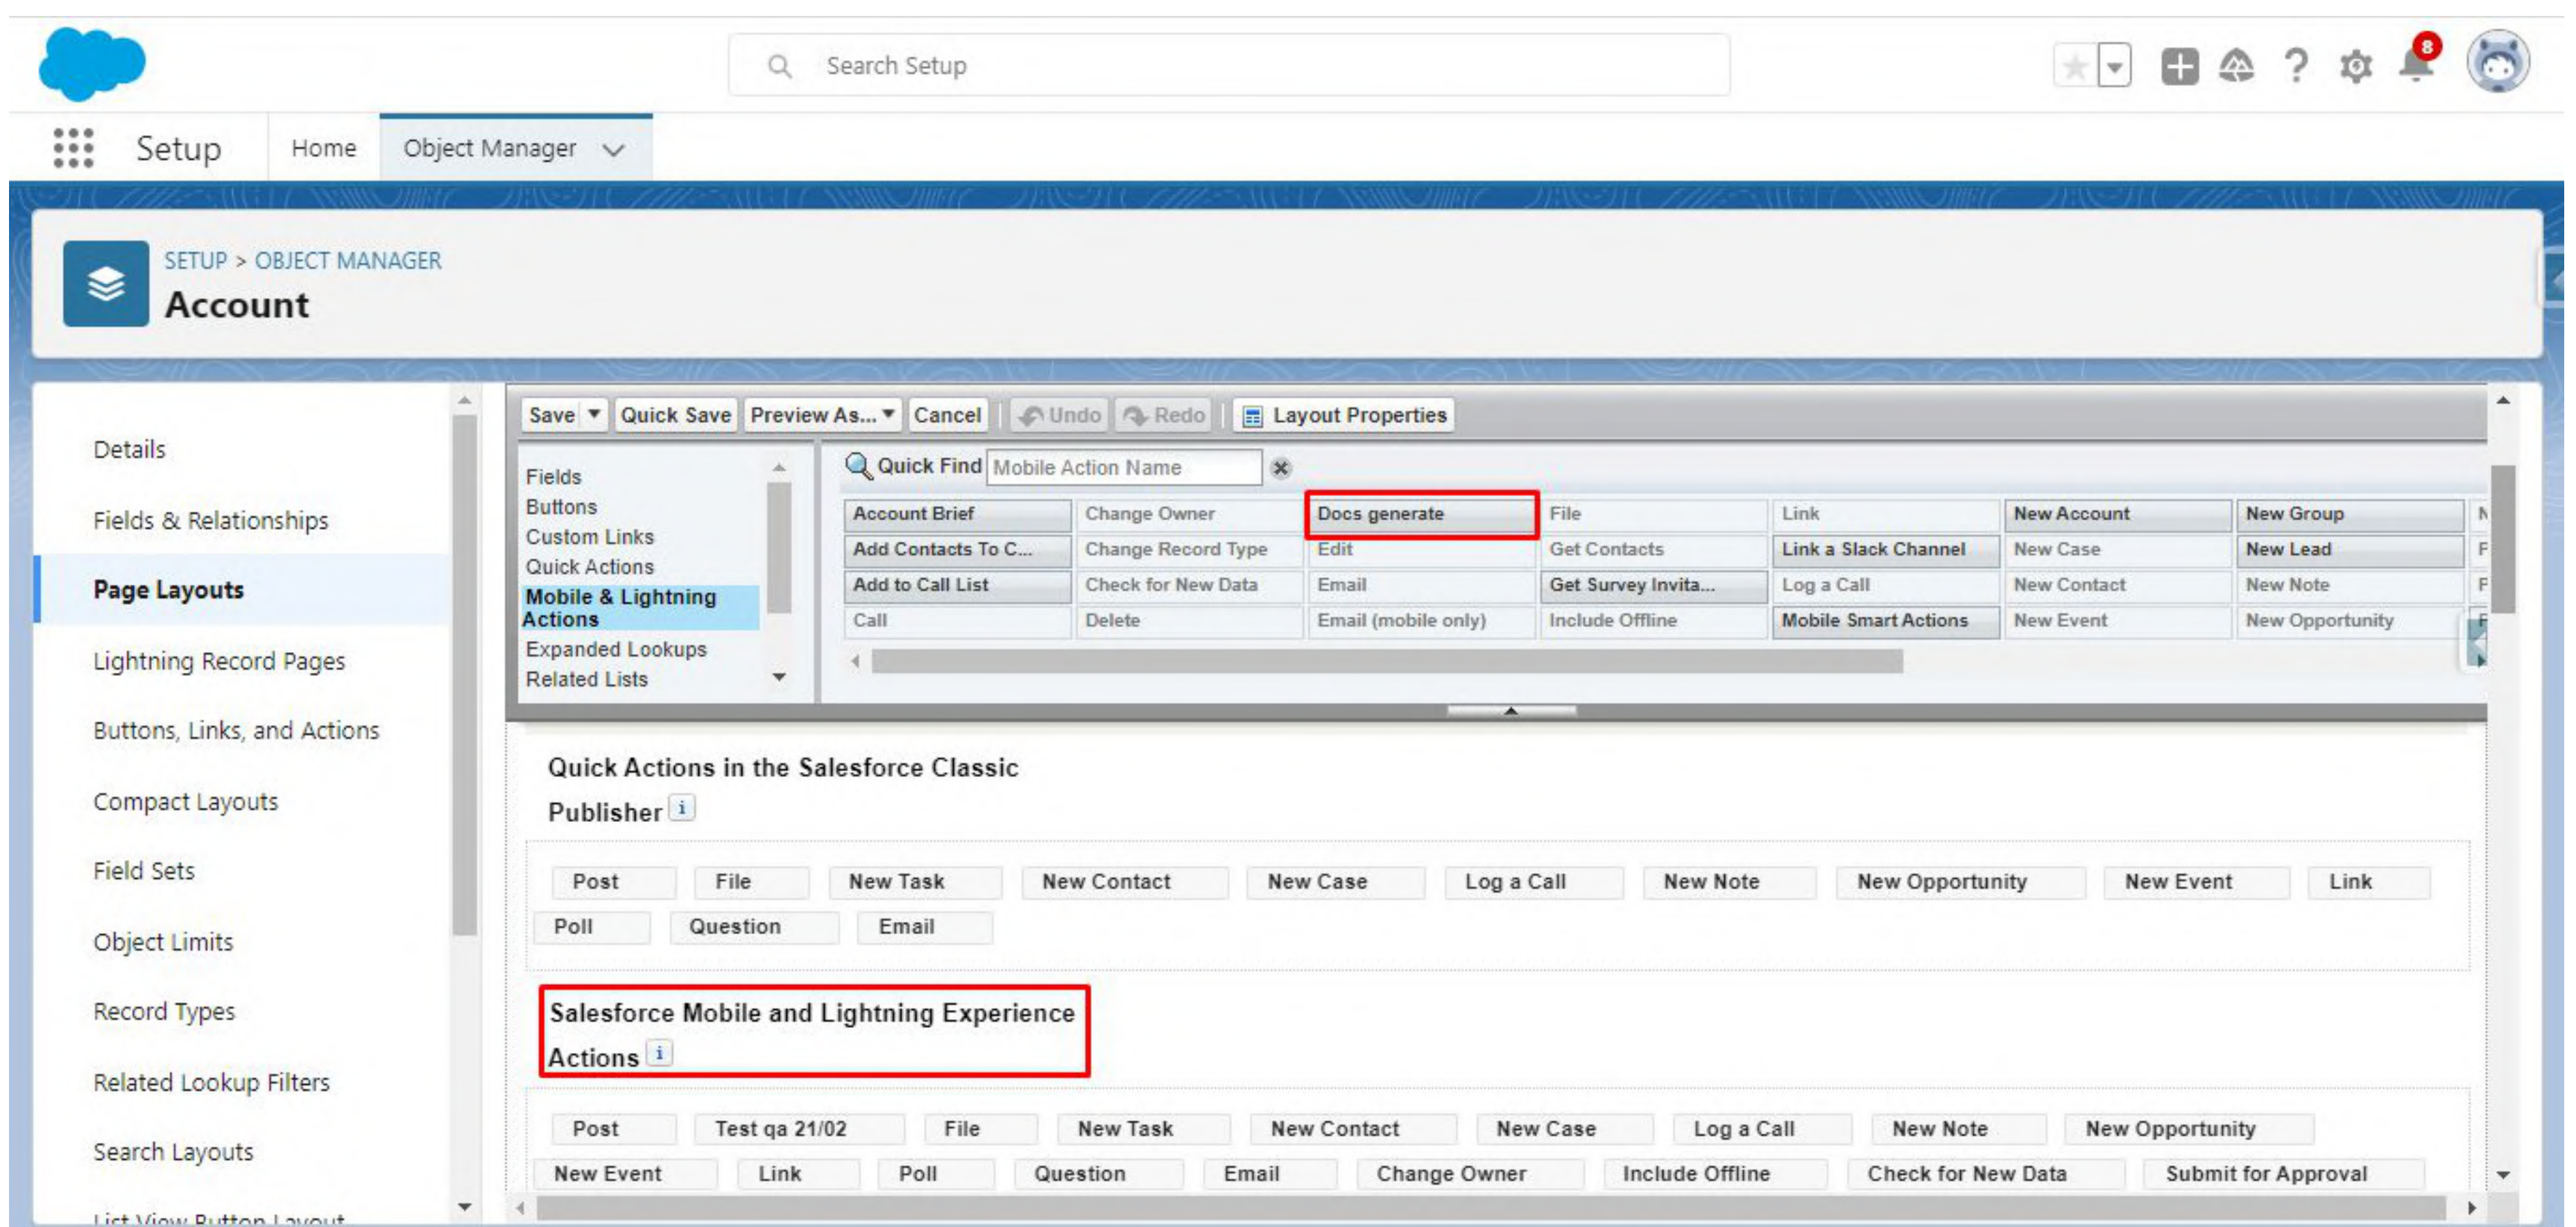 Search Setup
8
Setup Home Object Manager
SETUP > OBJECT MANAGER
Account
Details
Fields & Relationships
Page Layouts
Lightning Record Pages
Buttons, Links, and Actions
Compact Layouts
Field Sets
Object Limits
Record Types
Related Lookup Filters
Search Layouts
List View Button Layout
Save Quick Save Preview As... Cancel Undo Redo Layout Properties
Fields
Buttons
Custom Links
Quick Actions
Mobile & Lightning
Actions
Expanded Lookups
Related Lists
Quick Find Mobile Action Name
Account Brief Change Owner Docs generate File Link New Account New Group
Add Contacts To C... Change Record Type Edit Get Contacts Link a Slack Channel New Case New Lead
Add to Call List Check for New Data Email Get Survey Invita... Log a Call New Contact New Note
Call Delete Email (mobile only) Include Offline Mobile Smart Actions New Event New Opportunity
Quick Actions in the Salesforce Classic
Publisher i
Post File New Task New Contact New Case Log a Call New Note New Opportunity New Event Link
Poll Question Email
Salesforce Mobile and Lightning Experience
Actions i
Post Test qa 21/02 File New Task New Contact New Case Log a Call New Note New Opportunity
New Event Link Poll Question Email Change Owner Include Offline Check for New Data Submit for Approval